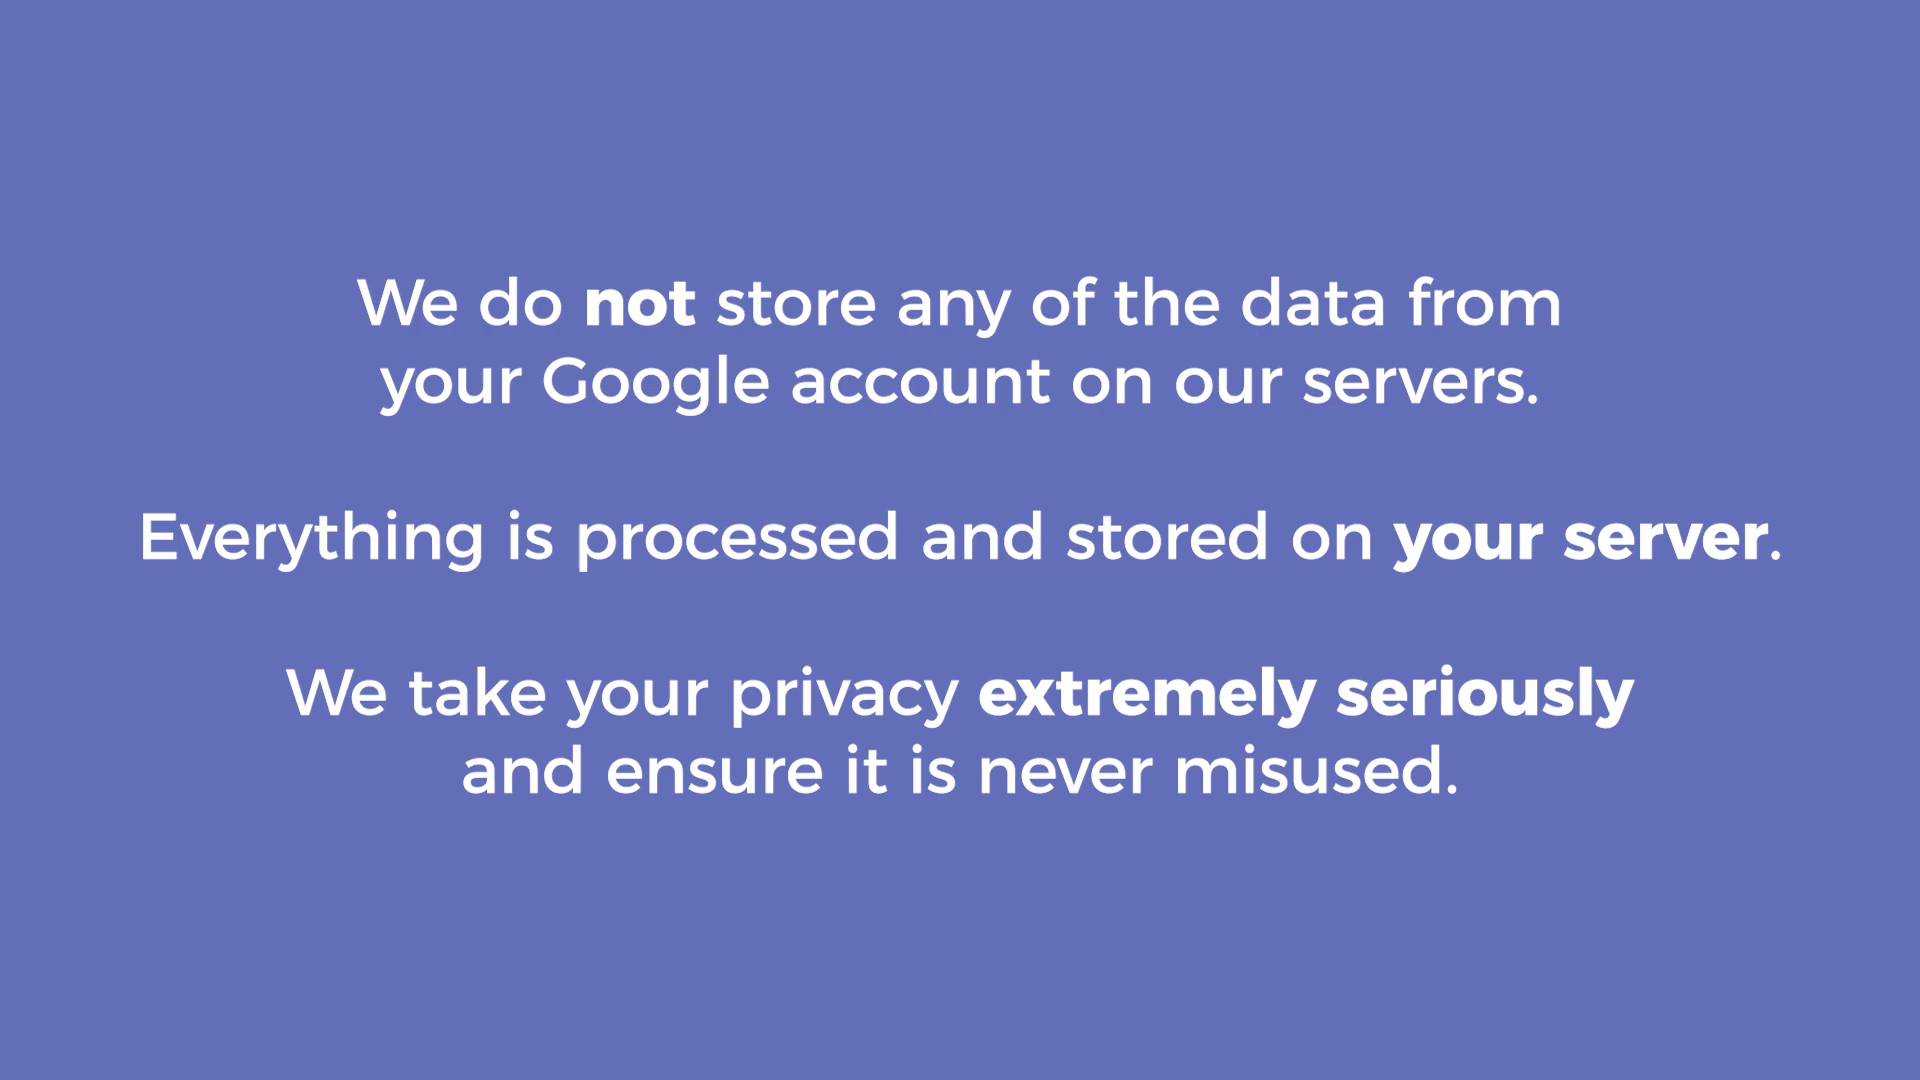 We do not store any of the data from
your Google account on our servers.
Everything is processed and stored on your server.
We take your privacy extremely seriously
and ensure it is never misused.